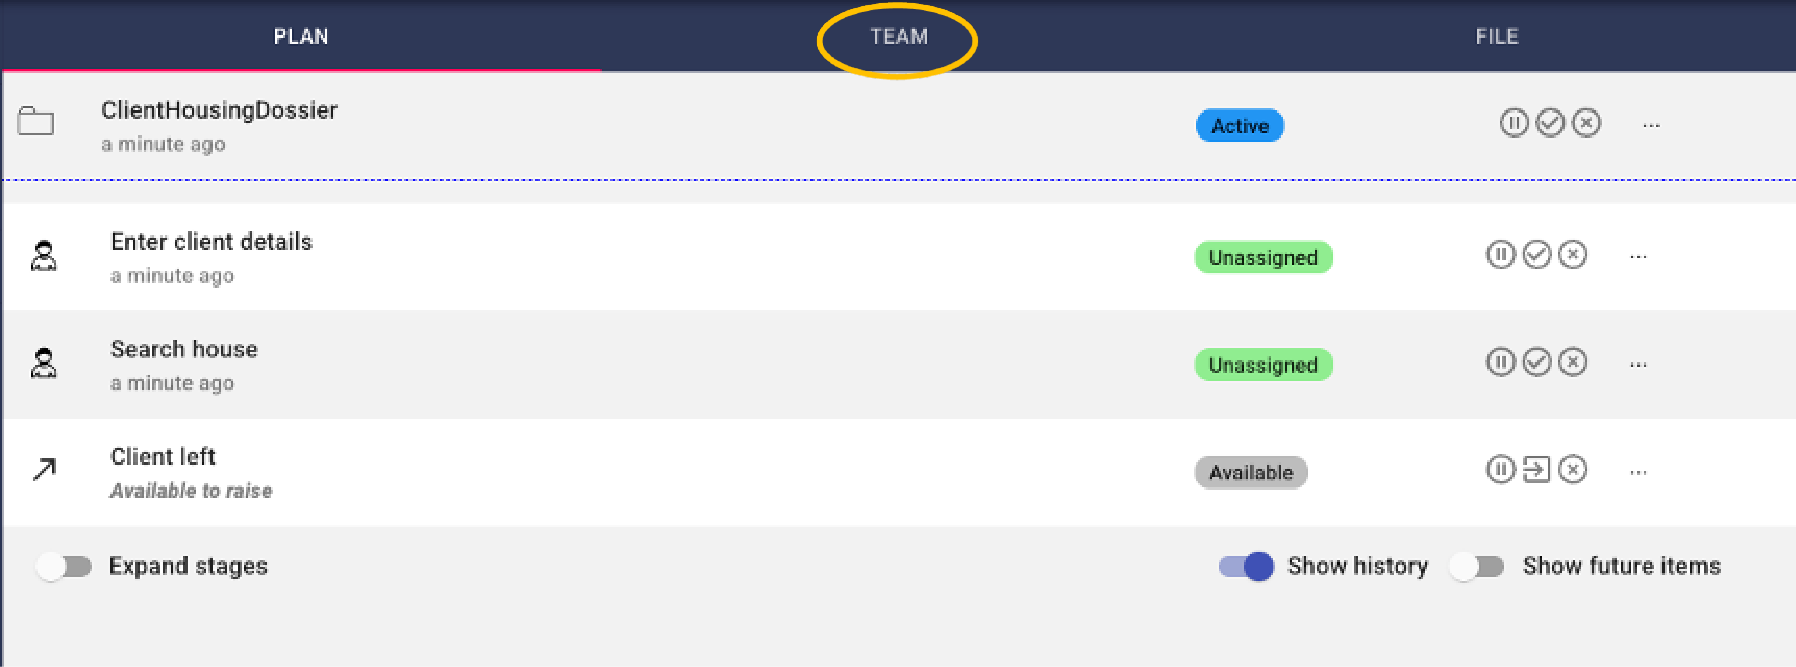 PLAN TEAM FILE
ClientHousingDossier
a minute ago
Active
...
Enter client details
a minute ago
Unassigned
...
Search house
a minute ago
Unassigned
...
Client left
Available to raise
Available
...
Expand stages Show history Show future items